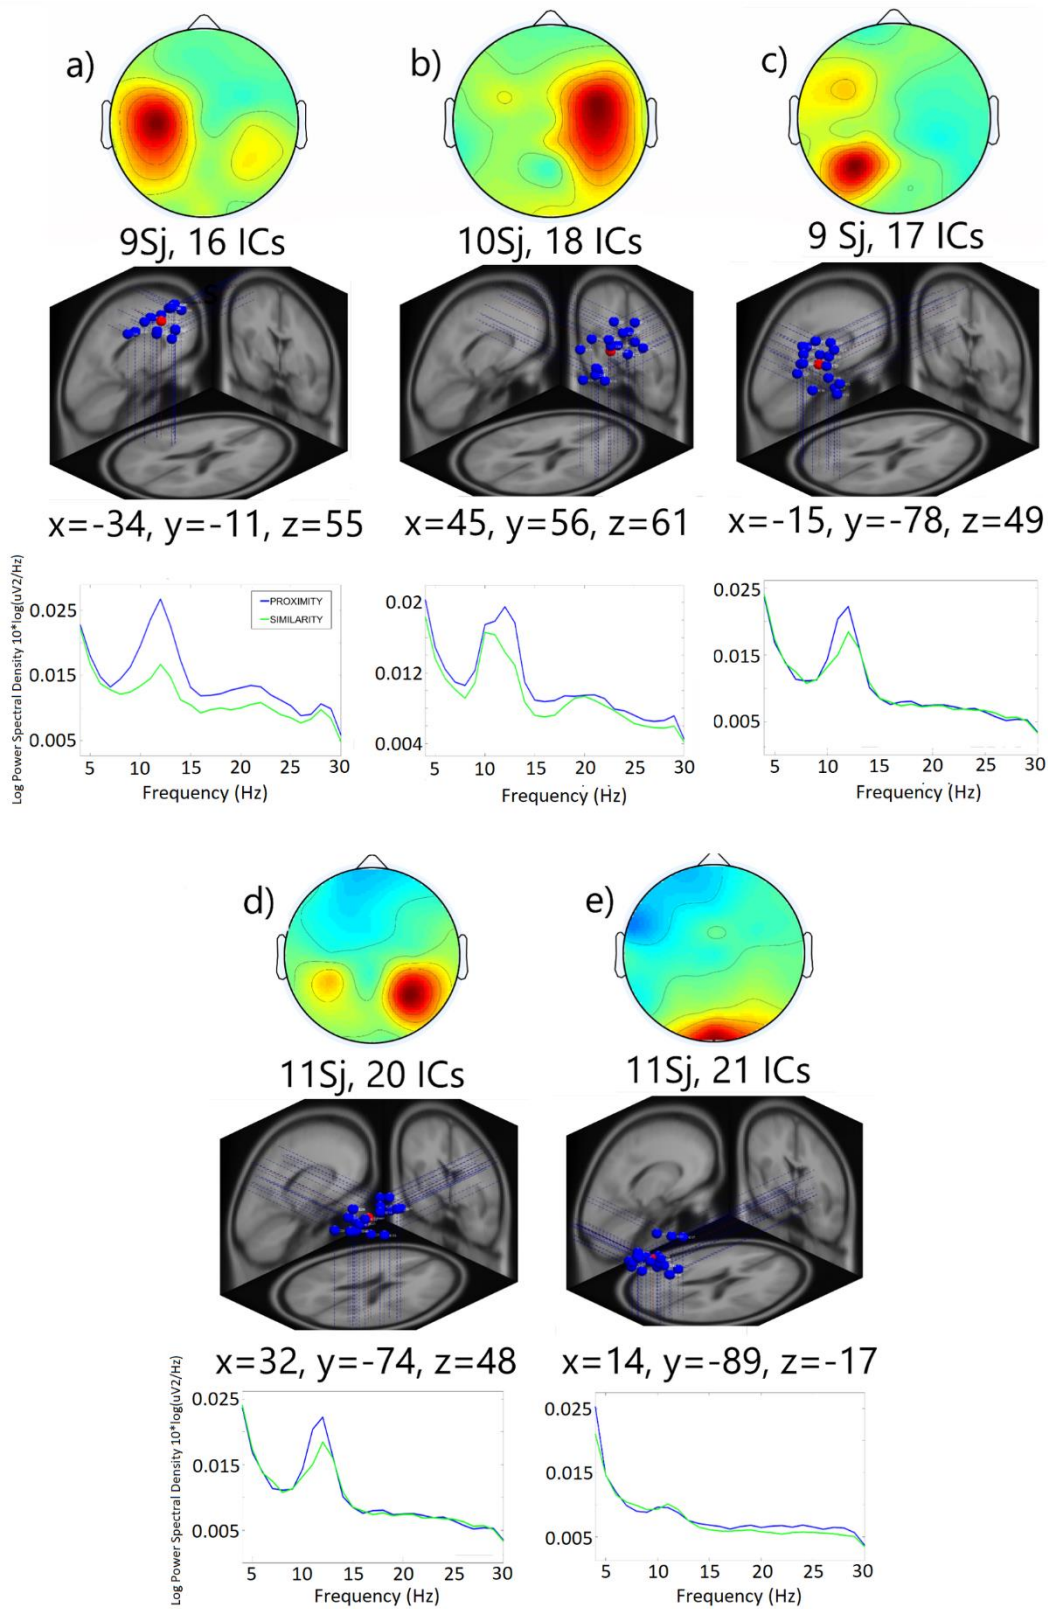 a)
b)
c)
9Sj, 16 ICs
10Sj, 18 ICs
9 Sj, 17 ICs
x=-34, y=-11, z=55
x=45, y=56, z=61
x=-15, y=-78, z=49
Log Power Spectral Density 10*log(uV2/Hz)
0.025
0.015
0.005
PROXIMITY
SIMILARITY
5 10 15 20 25 30
Frequency (Hz)
0.02
0.012
0.004
5 10 15 20 25 30
Frequency (Hz)
0.025
0.015
0.005
5 10 15 20 25 30
Frequency (Hz)
d)
e)
11Sj, 20 ICs
11Sj, 21 ICs
x=32, y=-74, z=48
x=14, y=-89, z=-17
Log Power Spectral Density 10*log(uV2/Hz)
0.025
0.015
0.005
5 10 15 20 25 30
Frequency (Hz)
0.025
0.015
0.005
5 10 15 20 25 30
Frequency (Hz)